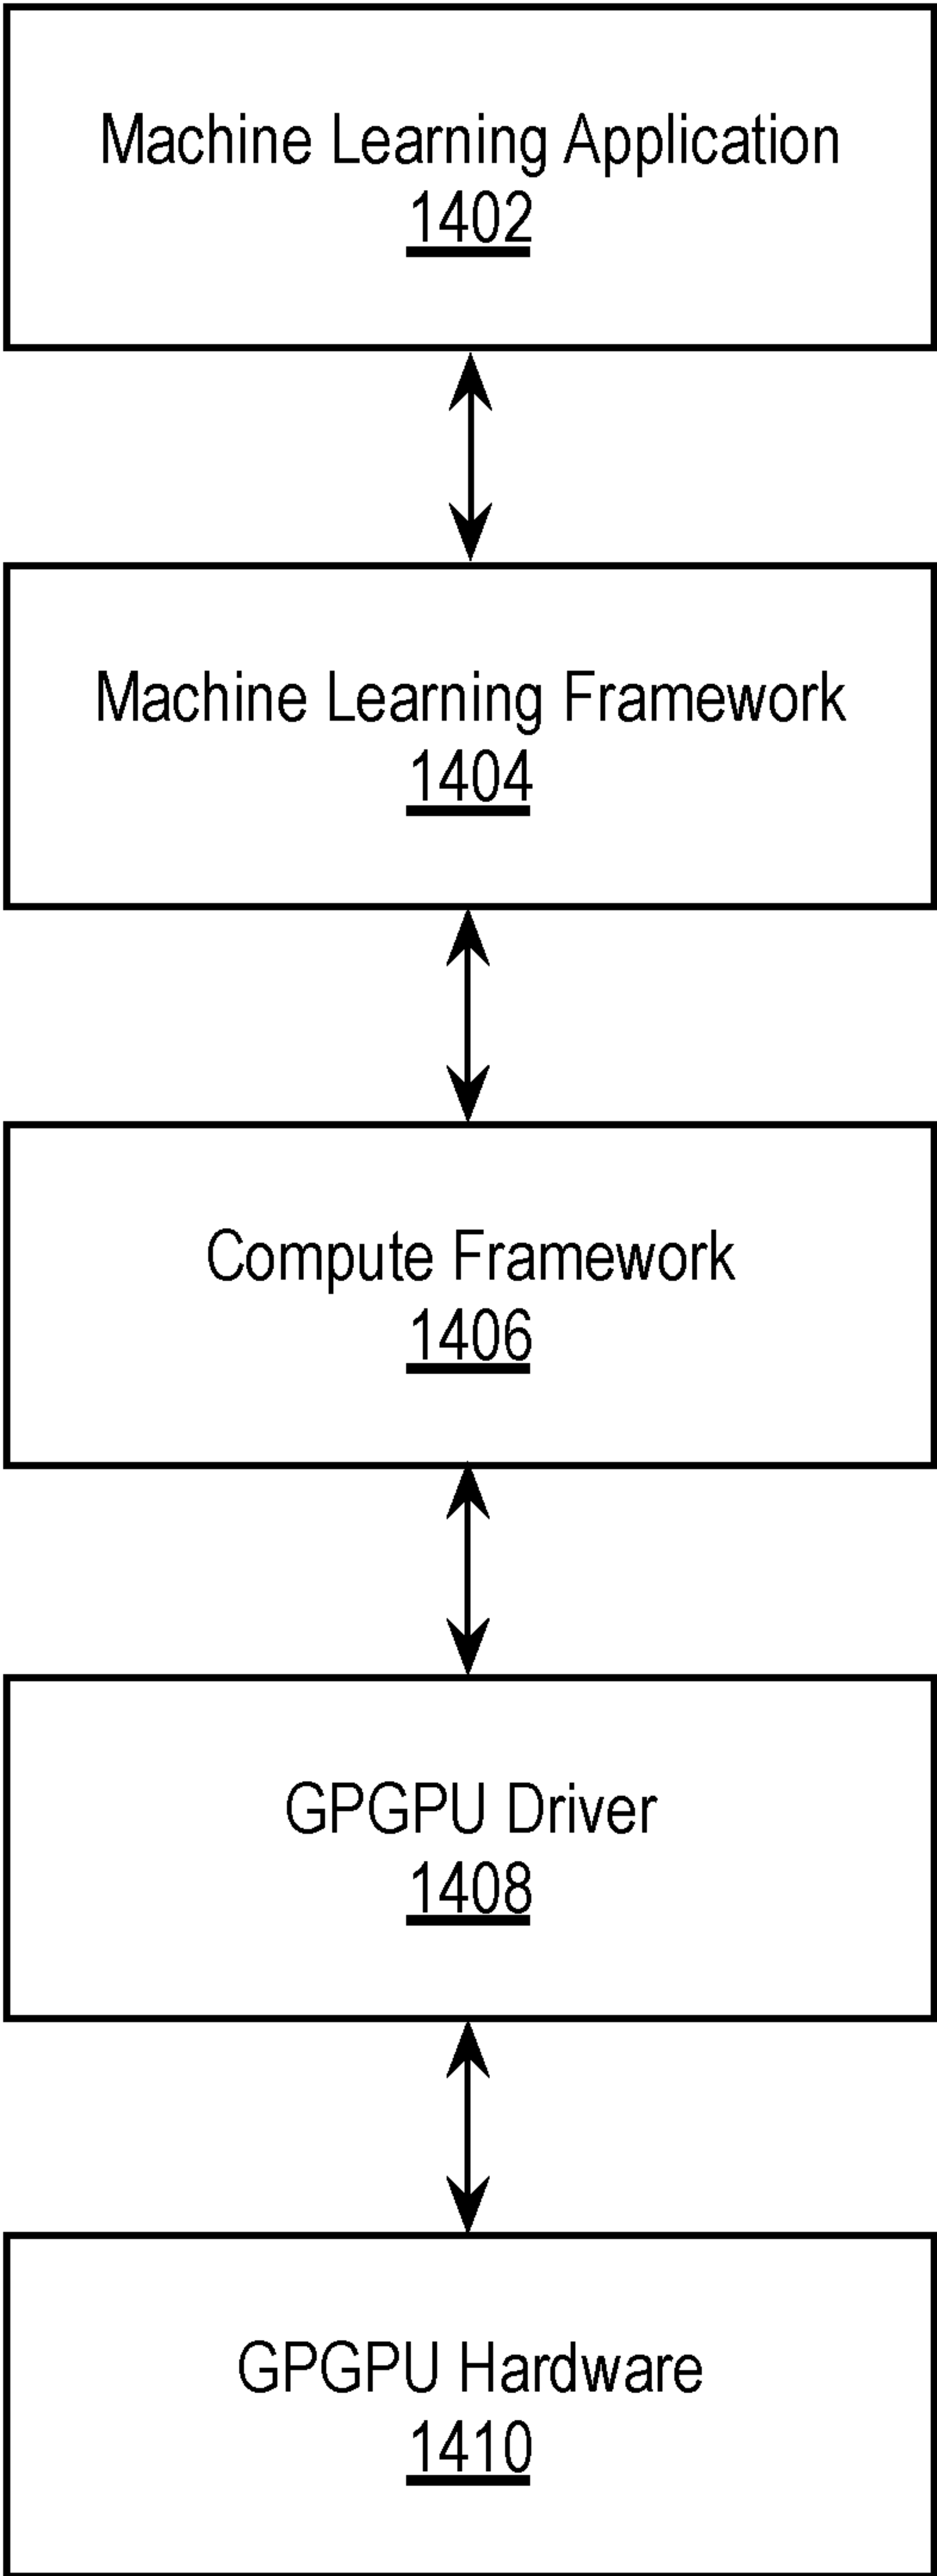 Machine Learning Application
1402
Machine Learning Framework
1404
Compute Framework
1406
GPGPU Driver
1408
GPGPU Hardware
1410